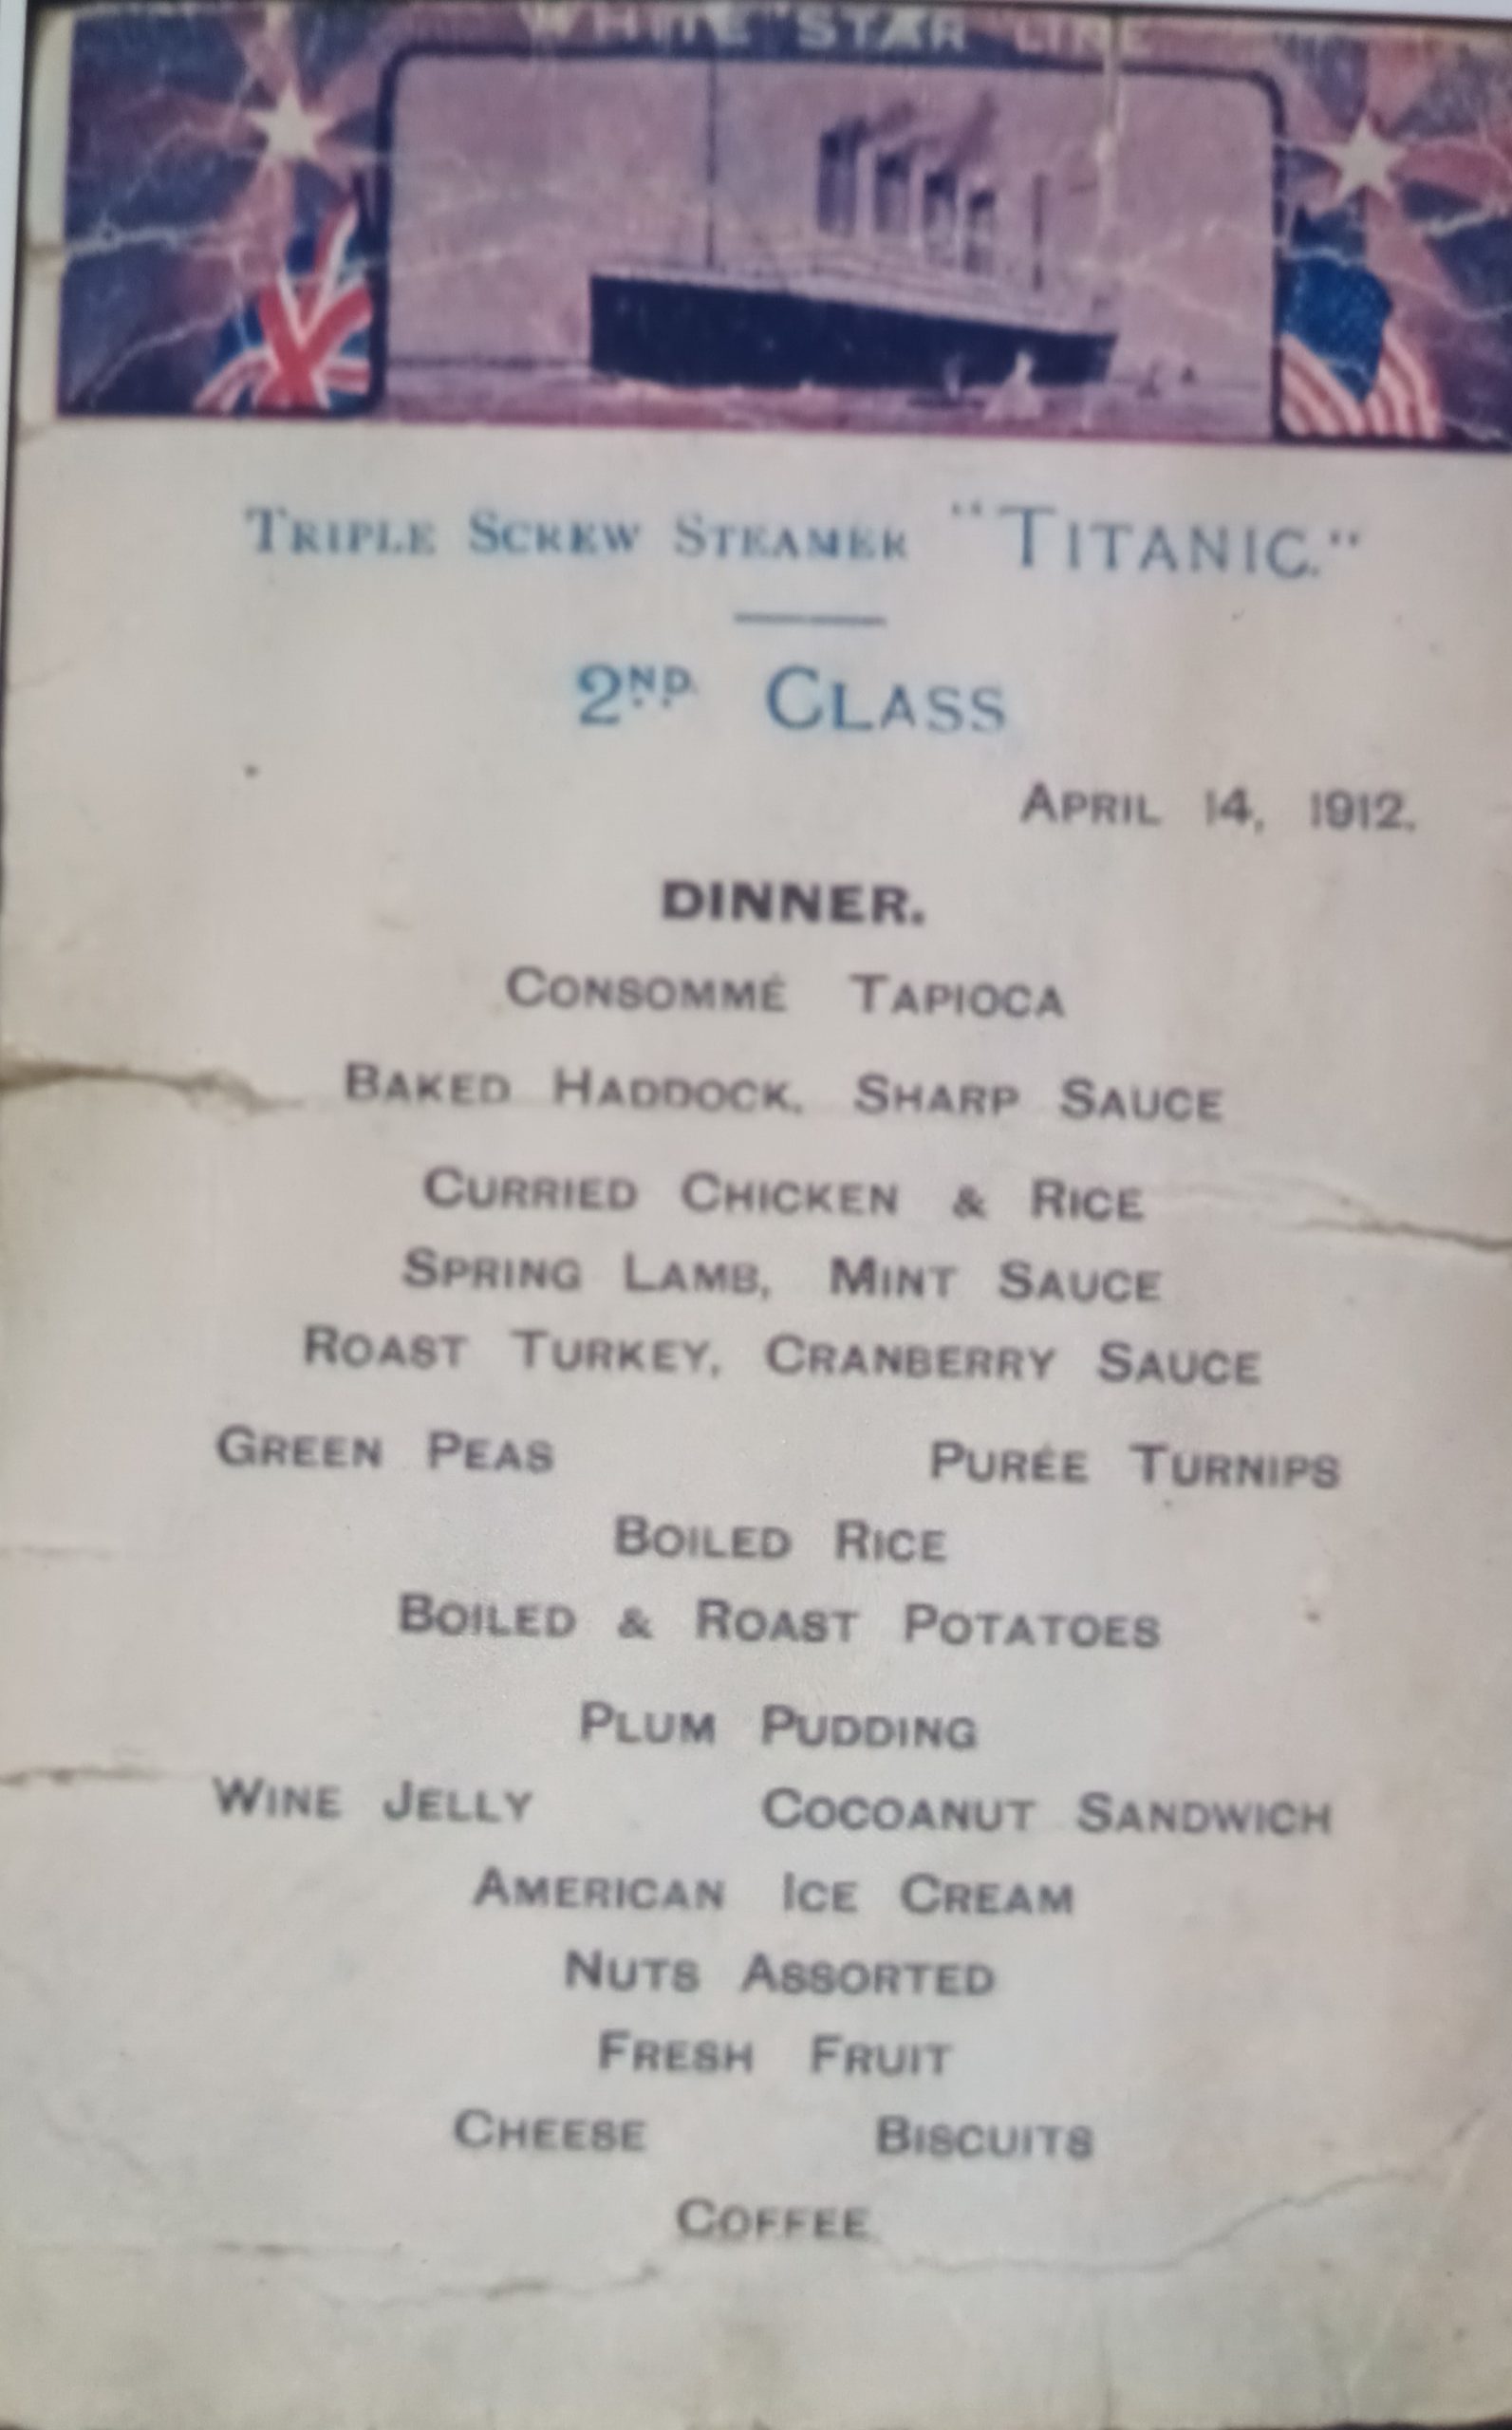 WHITE STAR LINE
TRIPLE SCREW STEAMER "TITANIC."
2ND. CLASS
APRIL 14, 1912.
DINNER.
CONSOMMÉ TAPIOCA
BAKED HADDOCK, SHARP SAUCE
CURRIED CHICKEN & RICE
SPRING LAMB, MINT SAUCE
ROAST TURKEY, CRANBERRY SAUCE
GREEN PEAS PURÉE TURNIPS
BOILED RICE
BOILED & ROAST POTATOES
PLUM PUDDING
WINE JELLY COCOANUT SANDWICH
AMERICAN ICE CREAM
NUTS ASSORTED
FRESH FRUIT
CHEESE BISCUITS
COFFEE